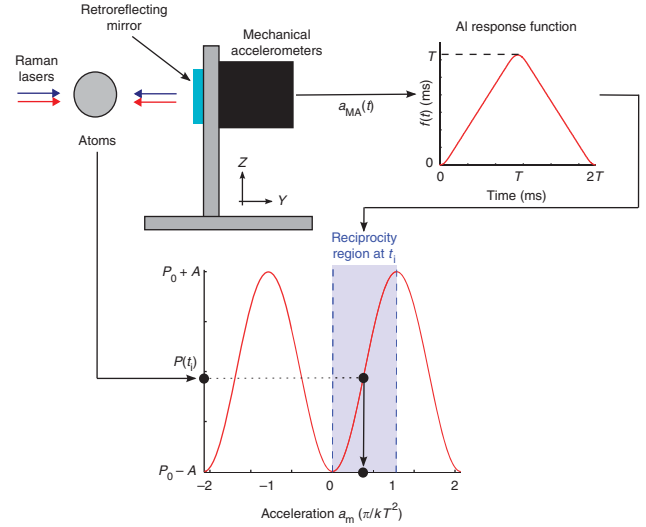 Retroreflecting
mirror
Mechanical
accelerometers
Raman
lasers
Atoms
Z
Y
a_MA(t)
AI response function
T
f(t) (ms)
0
0 T 2T
Time (ms)
Reciprocity
region at t_i
P_0 + A
P(t_i)
P_0 – A
–2 –1 0 1 2
Acceleration a_m (π/kT^2)